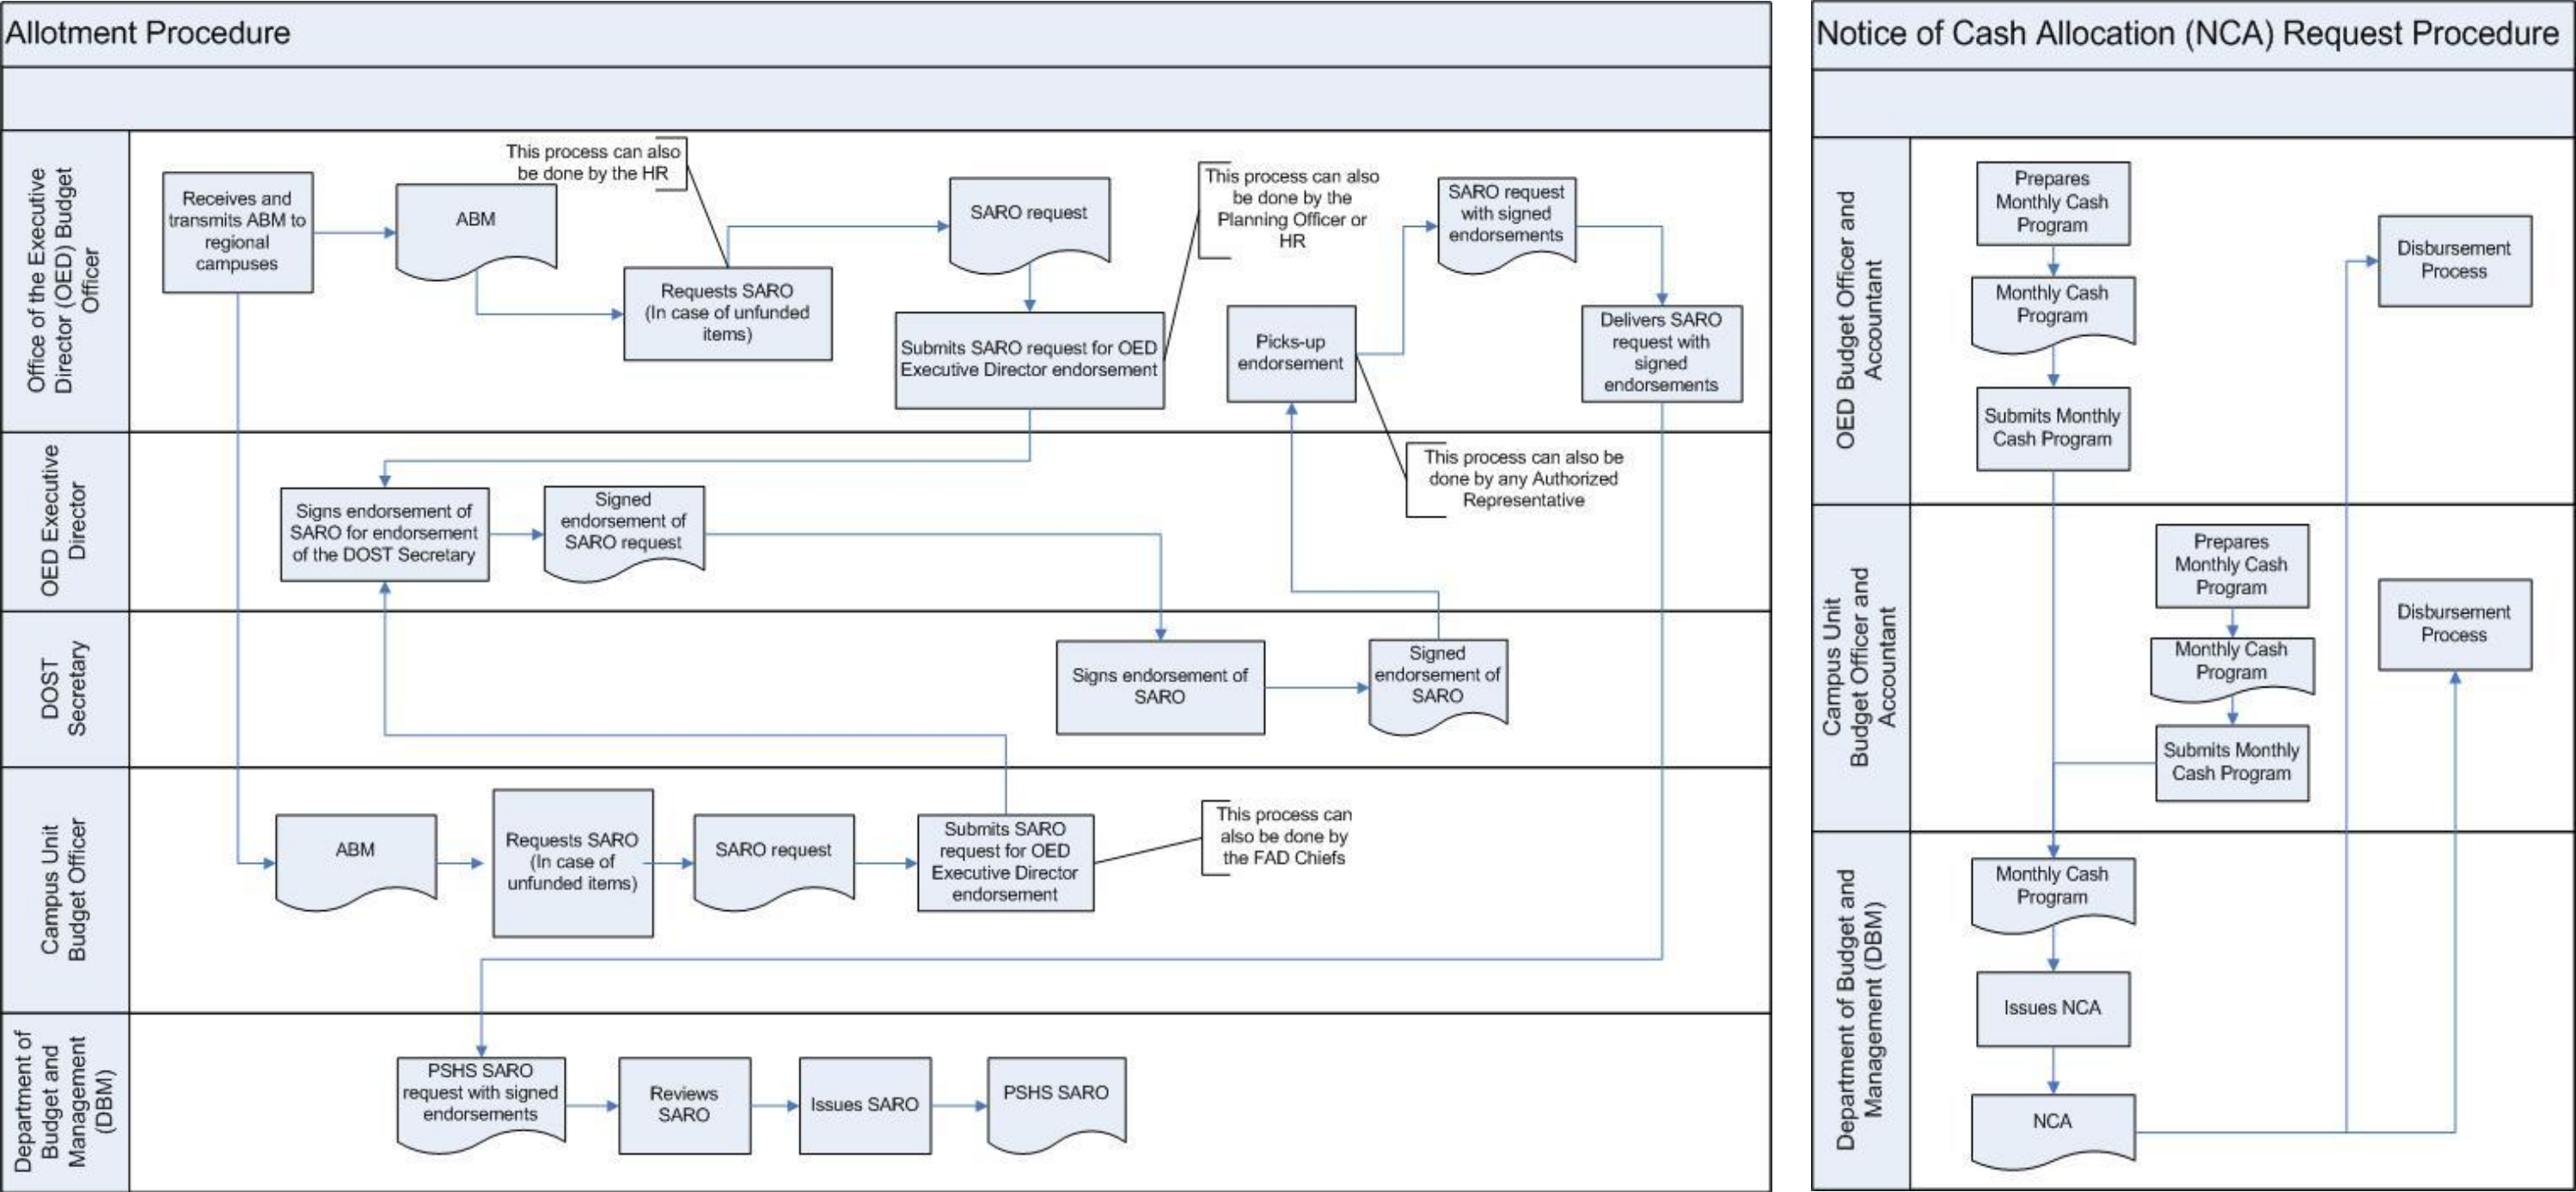 Allotment Procedure
Office of the Executive
Director (OED) Budget
Officer
Receives and
transmits ABM to
regional
campuses
ABM
This process can also
be done by the HR
Requests SARO
(In case of unfunded
items)
SARO request
Submits SARO request for OED
Executive Director endorsement
This process can also
be done by the
Planning Officer or
HR
Picks-up
endorsement
SARO request
with signed
endorsements
Delivers SARO
request with
signed
endorsements
OED Executive
Director
Signs endorsement of
SARO for endorsement
of the DOST Secretary
Signed
endorsement of
SARO request
This process can also be
done by any Authorized
Representative
DOST
Secretary
Signs endorsement of
SARO
Signed
endorsement of
SARO
Campus Unit
Budget Officer
ABM
Requests SARO
(In case of
unfunded items)
SARO request
Submits SARO
request for OED
Executive Director
endorsement
This process can
also be done by
the FAD Chiefs
Department of
Budget and
Management
(DBM)
PSHS SARO
request with signed
endorsements
Reviews
SARO
Issues SARO
PSHS SARO
Notice of Cash Allocation (NCA) Request Procedure
OED Budget Officer and
Accountant
Prepares
Monthly Cash
Program
Monthly Cash
Program
Submits Monthly
Cash Program
Disbursement
Process
Campus Unit
Budget Officer and
Accountant
Prepares
Monthly Cash
Program
Monthly Cash
Program
Submits Monthly
Cash Program
Disbursement
Process
Department of Budget and
Management (DBM)
Monthly Cash
Program
Issues NCA
NCA